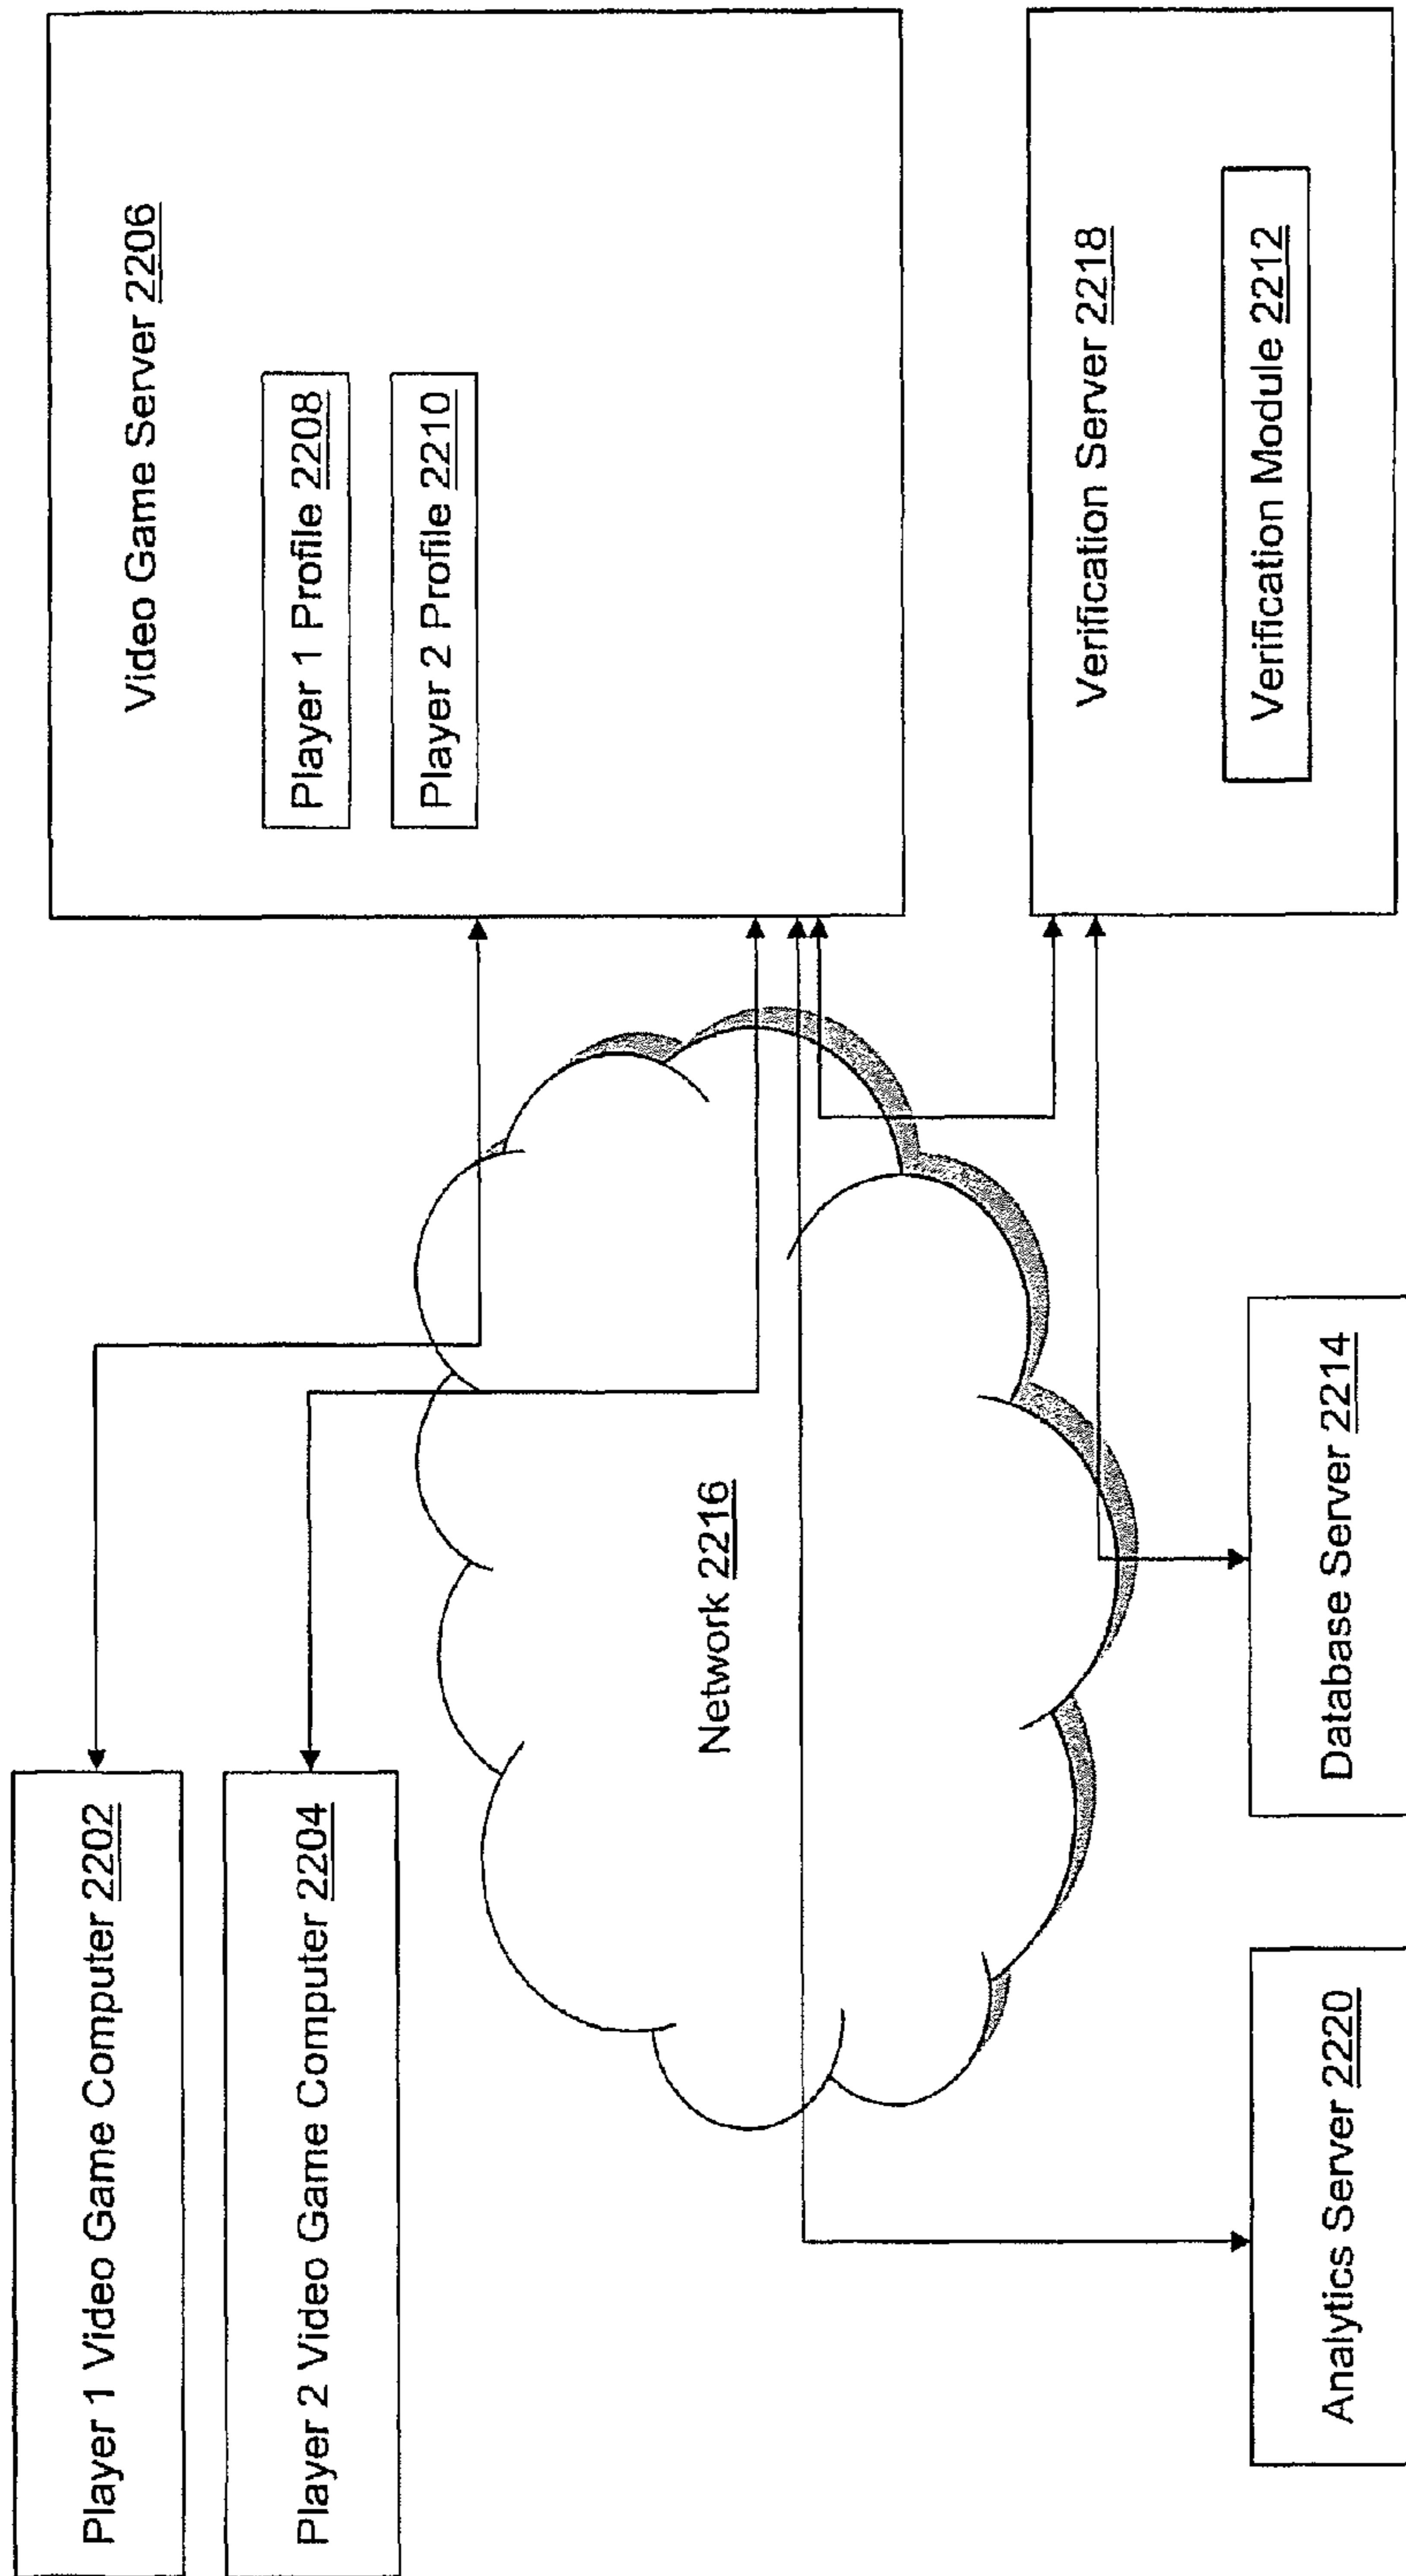 Player 1 Video Game Computer 2202
Player 2 Video Game Computer 2204
Video Game Server 2206
Player 1 Profile 2208
Player 2 Profile 2210
Network 2216
Verification Server 2218
Verification Module 2212
Analytics Server 2220
Database Server 2214